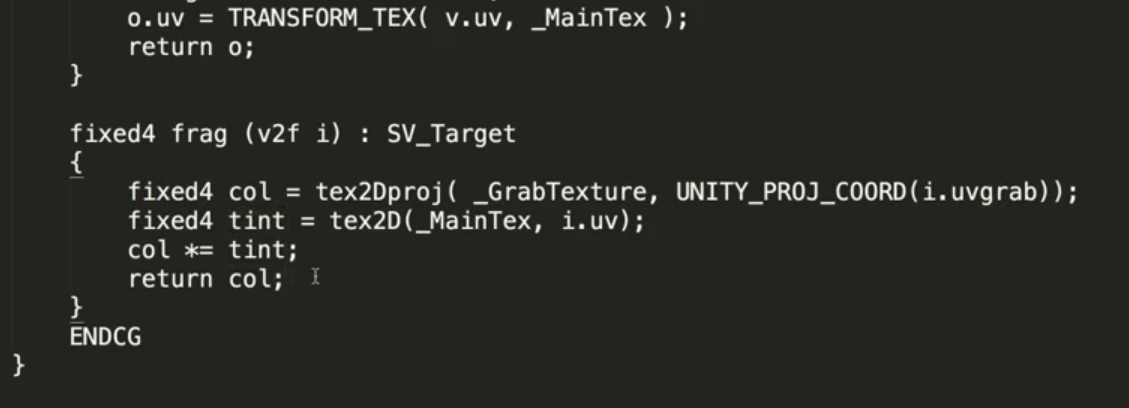 o.uv = TRANSFORM_TEX( v.uv, _MainTex );
return o;
}
fixed4 frag (v2f i) : SV_Target
{
fixed4 col = tex2Dproj( _GrabTexture, UNITY_PROJ_COORD(i.uvgrab));
fixed4 tint = tex2D(_MainTex, i.uv);
col *= tint;
return col;
}
ENDCG
}